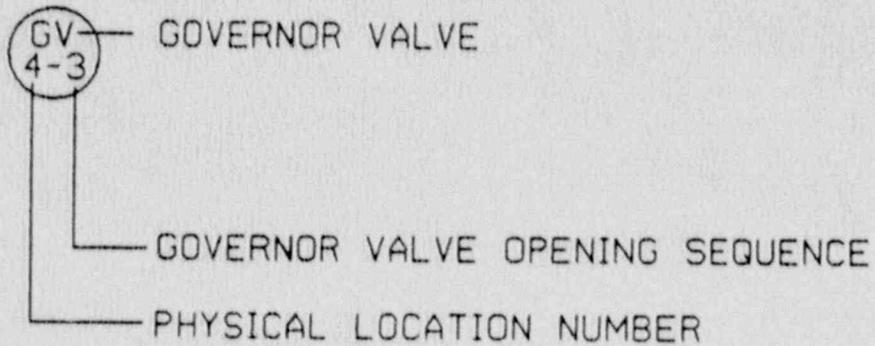 GV GOVERNOR VALVE
4-3
GOVERNOR VALVE OPENING SEQUENCE
PHYSICAL LOCATION NUMBER